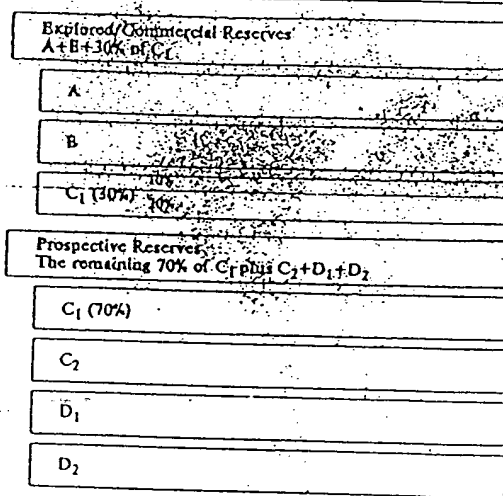 Explored/Commercial Reserves
A+B+30% of C₁
A
B
C₁ (30%)
Prospective Reserves
The remaining 70% of C₁ plus C₂+D₁+D₂
C₁ (70%)
C₂
D₁
D₂